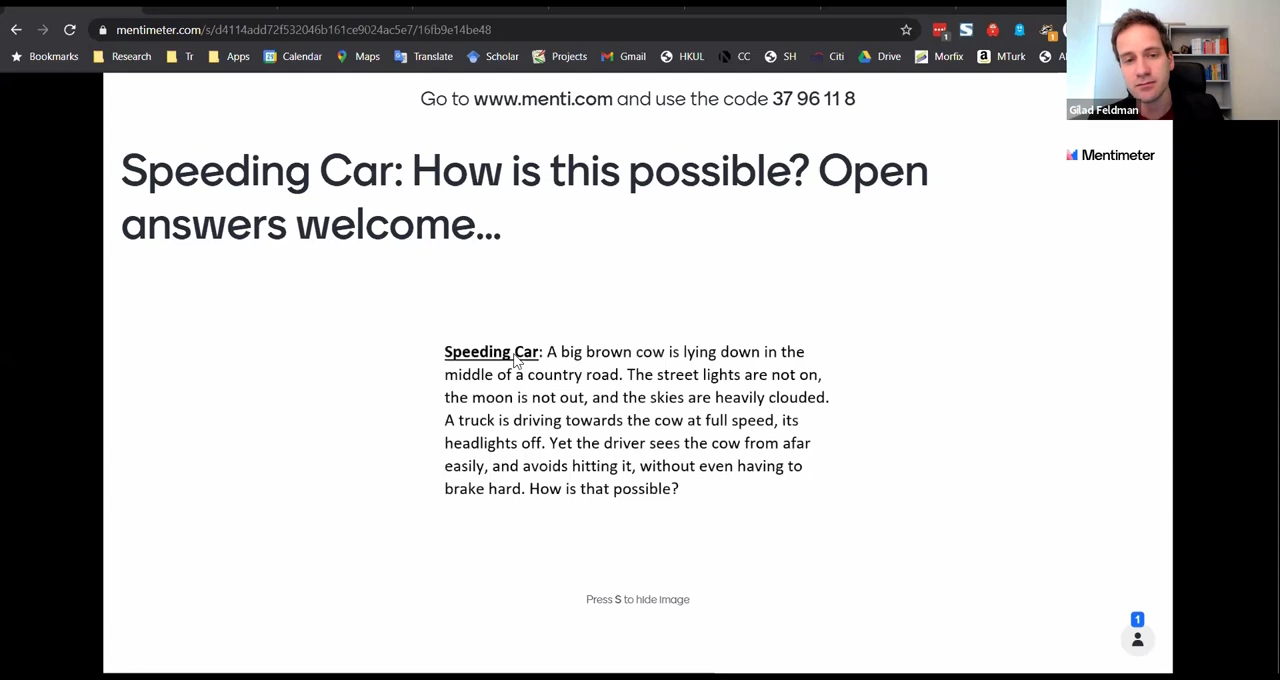 mentimeter.com/s/d4114add72f532046b161ce9024ac5e7/16fb9e14be48
Bookmarks Research Tr Apps Calendar Maps Translate Scholar Projects Gmail HKUL CC SH Citi Drive Morfix MTurk
Gilad Feldman
Go to www.menti.com and use the code 37 96 11 8
Mentimeter
Speeding Car: How is this possible? Open
answers welcome...
Speeding Car: A big brown cow is lying down in the
middle of a country road. The street lights are not on,
the moon is not out, and the skies are heavily clouded.
A truck is driving towards the cow at full speed, its
headlights off. Yet the driver sees the cow from afar
easily, and avoids hitting it, without even having to
brake hard. How is that possible?
Press S to hide image
1